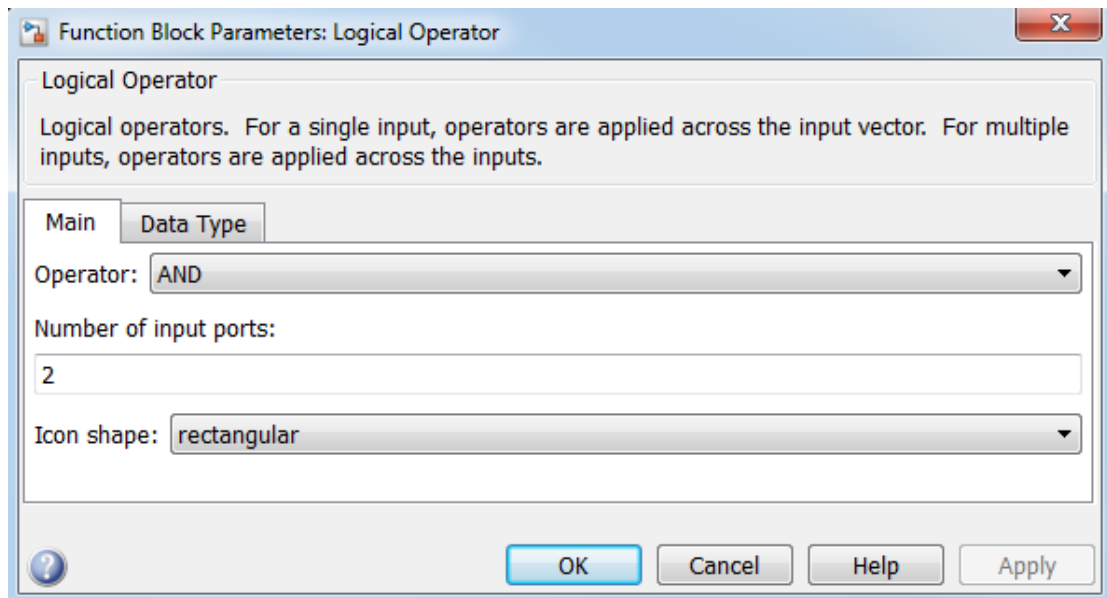 Function Block Parameters: Logical Operator
Logical Operator
Logical operators.  For a single input, operators are applied across the input vector.  For multiple
inputs, operators are applied across the inputs.
Main
Data Type
Operator: AND
Number of input ports:
2
Icon shape: rectangular
OK
Cancel
Help
Apply